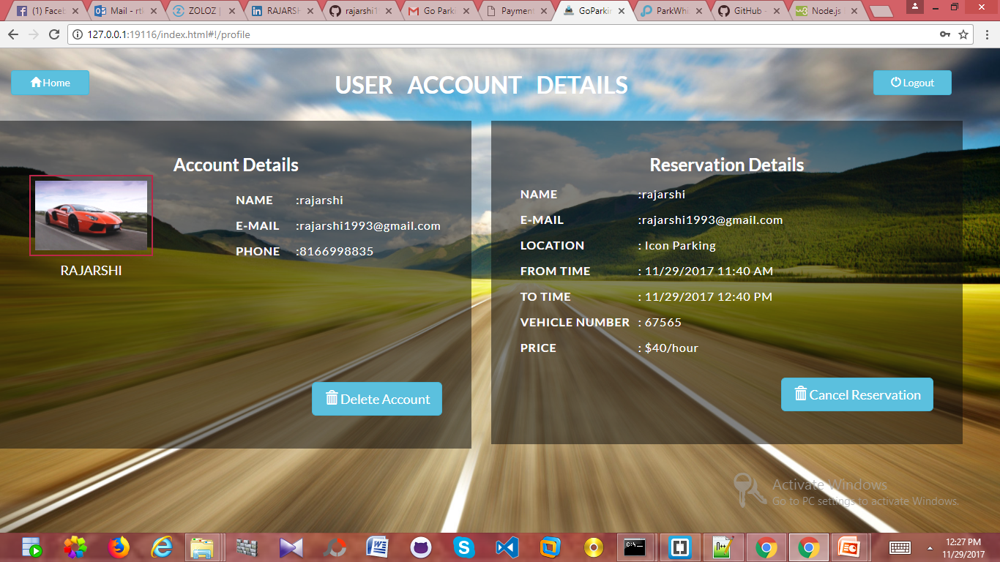 (1) Faceb
Mail - rtk
ZOLOZ |
RAJARSH
rajarshi1
Go Parki
Payment
GoParkin
ParkWhi
GitHub -
Node.js
127.0.0.1:19116/index.html#!/profile
Home
USER ACCOUNT DETAILS
Logout
Account Details
RAJARSHI
NAME :rajarshi
E-MAIL :rajarshi1993@gmail.com
PHONE :8166998835
Delete Account
Reservation Details
NAME :rajarshi
E-MAIL :rajarshi1993@gmail.com
LOCATION : Icon Parking
FROM TIME : 11/29/2017 11:40 AM
TO TIME : 11/29/2017 12:40 PM
VEHICLE NUMBER : 67565
PRICE : $40/hour
Cancel Reservation
Activate Windows
Go to PC settings to activate Windows.
12:27 PM
11/29/2017